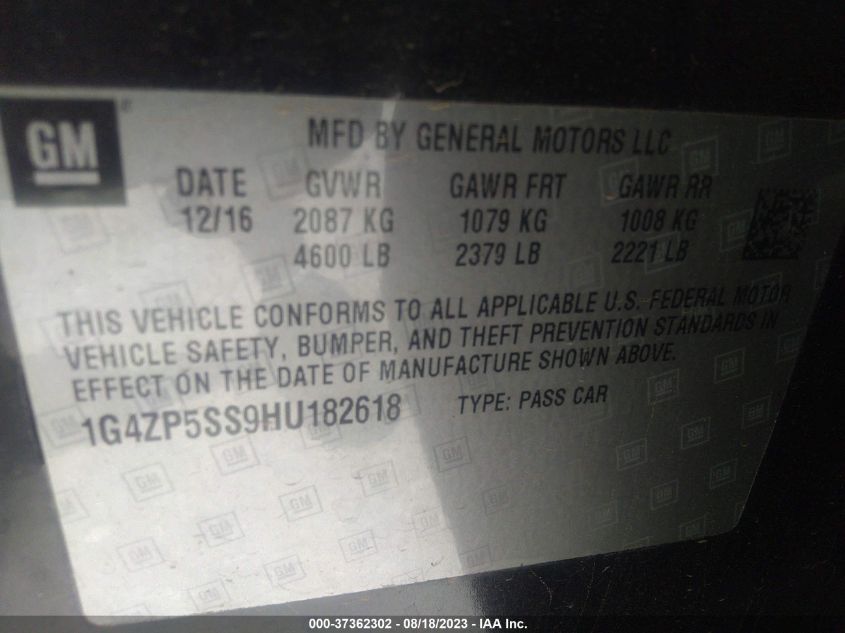 GM
MFD BY GENERAL MOTORS LLC
DATE GVWR GAWR FRT GAWR RR
12/16 2087 KG 1079 KG 1008 KG
4600 LB 2379 LB 2221 LB
THIS VEHICLE CONFORMS TO ALL APPLICABLE U.S. FEDERAL MOTOR
VEHICLE SAFETY, BUMPER, AND THEFT PREVENTION STANDARDS IN
EFFECT ON THE DATE OF MANUFACTURE SHOWN ABOVE.
1G4ZP5SS9HU182618 TYPE: PASS CAR
000-37362302 / 08/18/2023 - IAA Inc.